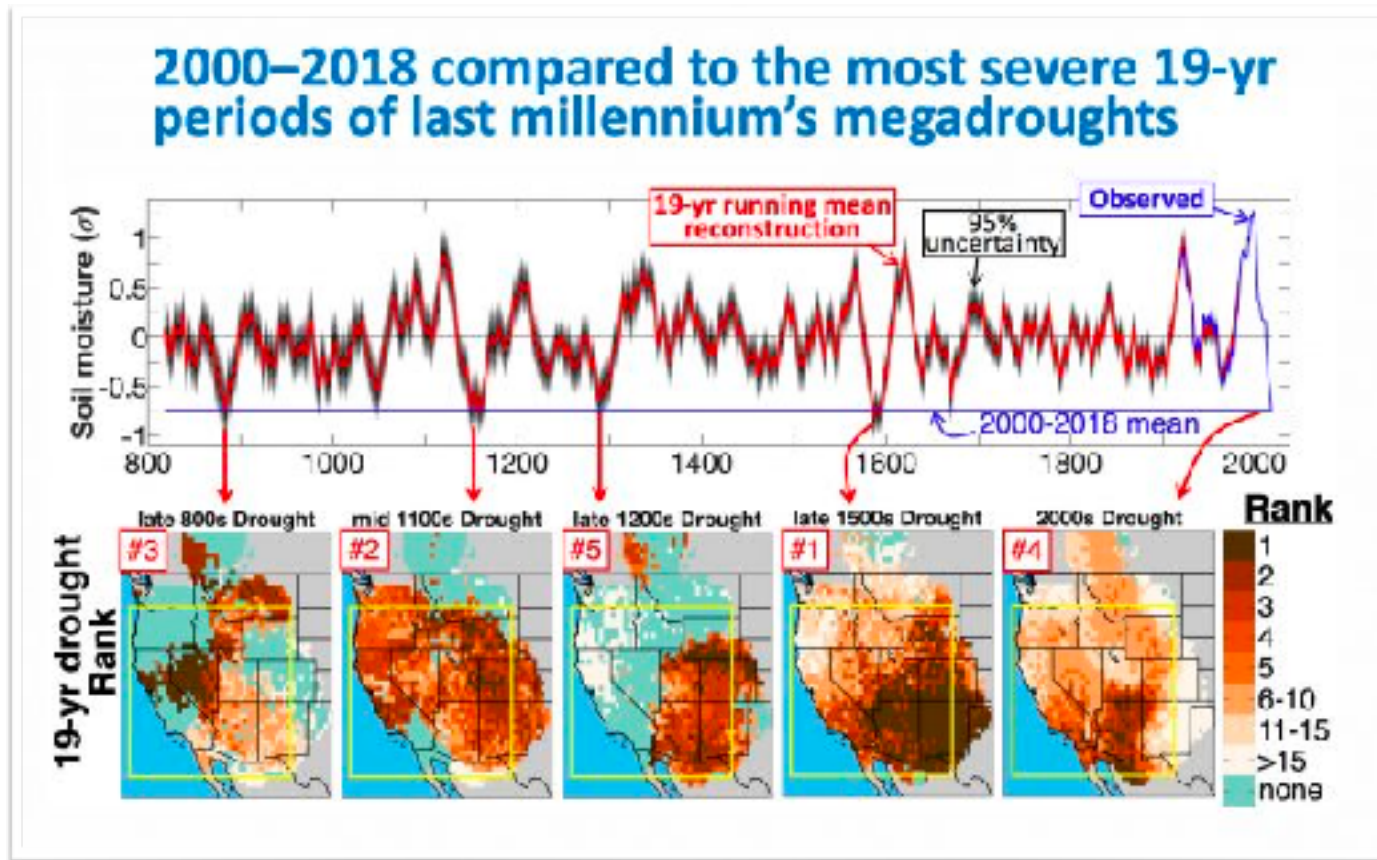 2000–2018 compared to the most severe 19-yr
periods of last millennium's megadroughts
Observed
19-yr running mean
reconstruction
95%
uncertainty
Soil moisture (σ)
1
0.5
0
-0.5
-1
2000-2018 mean
800
1000
1200
1400
1600
1800
2000
late 800s Drought
mid 1100s Drought
late 1200s Drought
late 1500s Drought
2000s Drought
Rank
#3
#2
#5
#1
#4
19-yr drought
Rank
1
2
3
4
5
6-10
11-15
>15
none